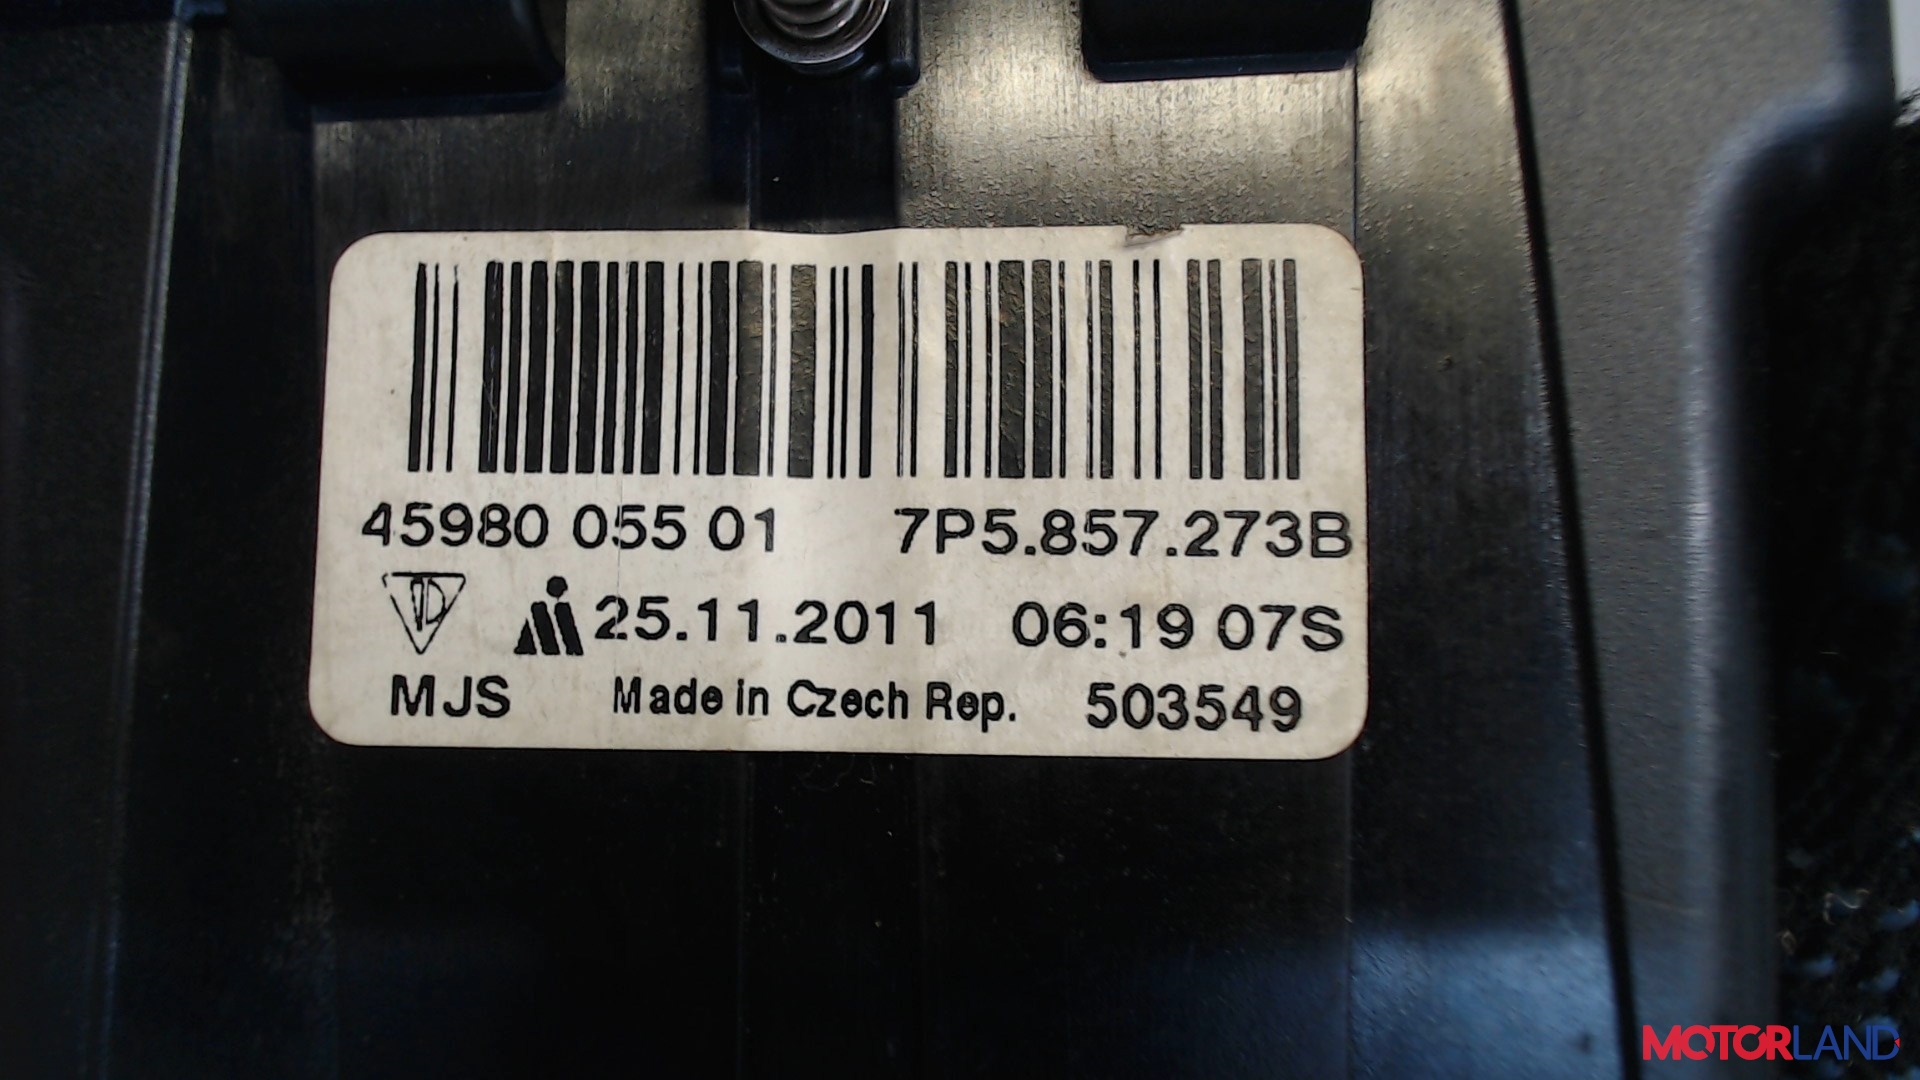 45980 055 01 7P5.857.273B
25.11.2011 06:19 07S
MJS Made in Czech Rep. 503549
MOTORLAND